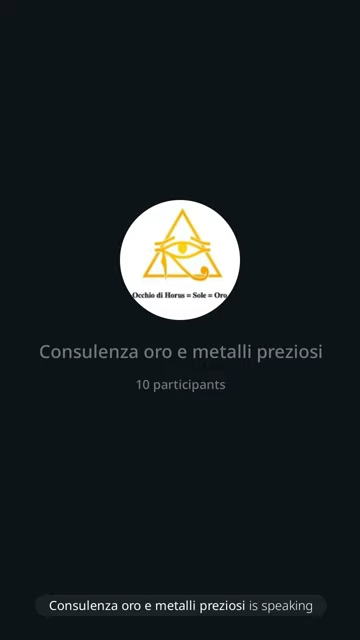 Occhio di Horus = Sole = Oro
Consulenza oro e metalli preziosi
10 participants
Consulenza oro e metalli preziosi is speaking